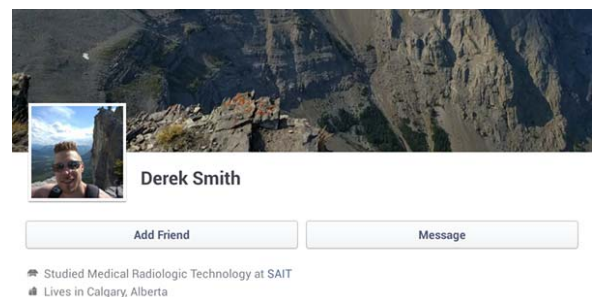 Derek Smith
Add Friend
Message
Studied Medical Radiologic Technology at SAIT
Lives in Calgary, Alberta